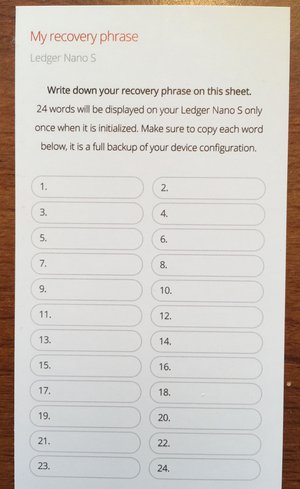 My recovery phrase
Ledger Nano S
Write down your recovery phrase on this sheet.
24 words will be displayed on your Ledger Nano S only
once when it is initialized. Make sure to copy each word
below, it is a full backup of your device configuration.
1. 2.
3. 4.
5. 6.
7. 8.
9. 10.
11. 12.
13. 14.
15. 16.
17. 18.
19. 20.
21. 22.
23. 24.